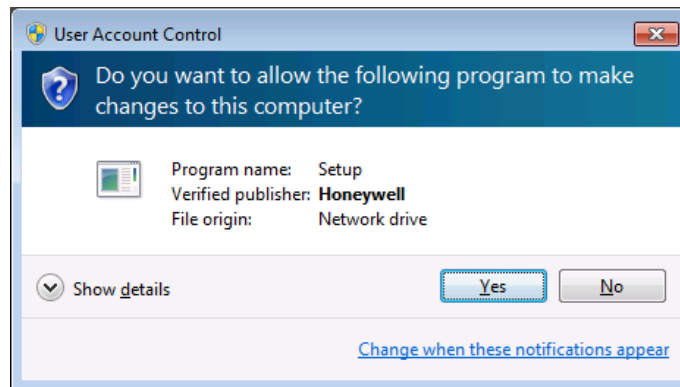 User Account Control
Do you want to allow the following program to make
changes to this computer?
Program name: Setup
Verified publisher: Honeywell
File origin: Network drive
Show details
Yes
No
Change when these notifications appear